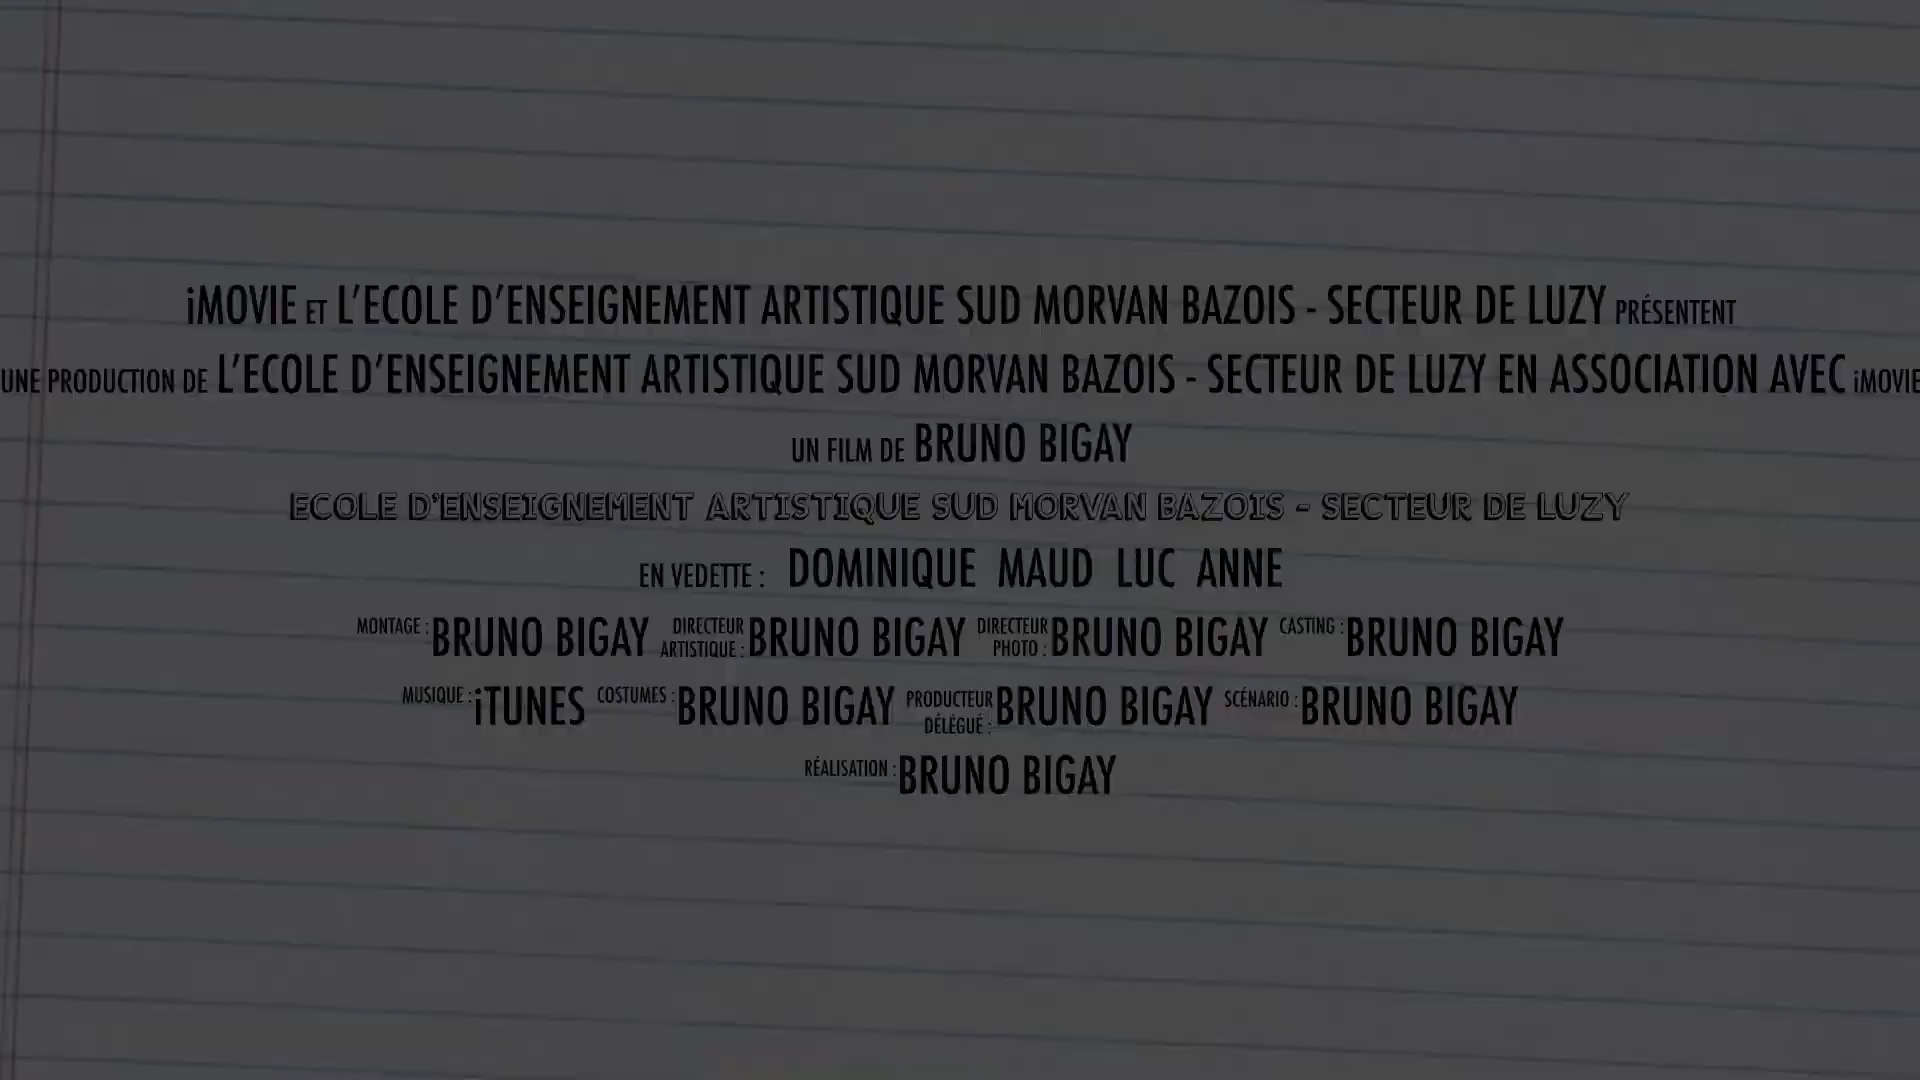 iMOVIE ET L'ECOLE D'ENSEIGNEMENT ARTISTIQUE SUD MORVAN BAZOIS - SECTEUR DE LUZY PRÉSENTENT
UNE PRODUCTION DE L'ECOLE D'ENSEIGNEMENT ARTISTIQUE SUD MORVAN BAZOIS - SECTEUR DE LUZY EN ASSOCIATION AVEC iMOVIE
UN FILM DE BRUNO BIGAY
ECOLE D'ENSEIGNEMENT ARTISTIQUE SUD MORVAN BAZOIS - SECTEUR DE LUZY
EN VEDETTE : DOMINIQUE MAUD LUC ANNE
MONTAGE : BRUNO BIGAY DIRECTEUR ARTISTIQUE : BRUNO BIGAY DIRECTEUR PHOTO : BRUNO BIGAY CASTING : BRUNO BIGAY
MUSIQUE : iTUNES COSTUMES : BRUNO BIGAY PRODUCTEUR DÉLÉGUÉ : BRUNO BIGAY SCÉNARIO : BRUNO BIGAY
RÉALISATION : BRUNO BIGAY